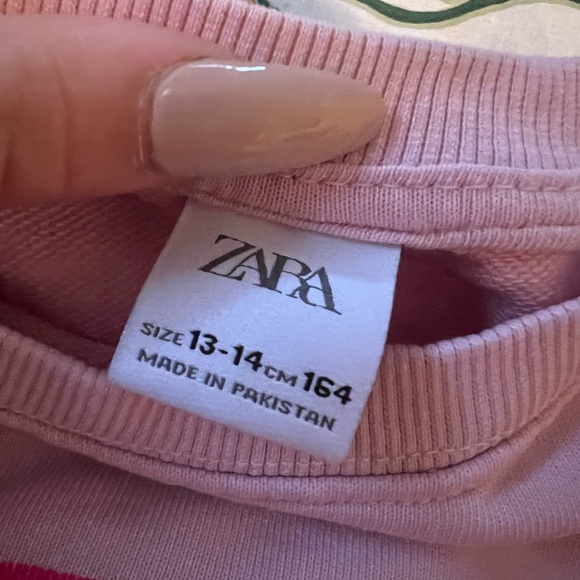 ZARA
SIZE 13-14 CM 164
MADE IN PAKISTAN